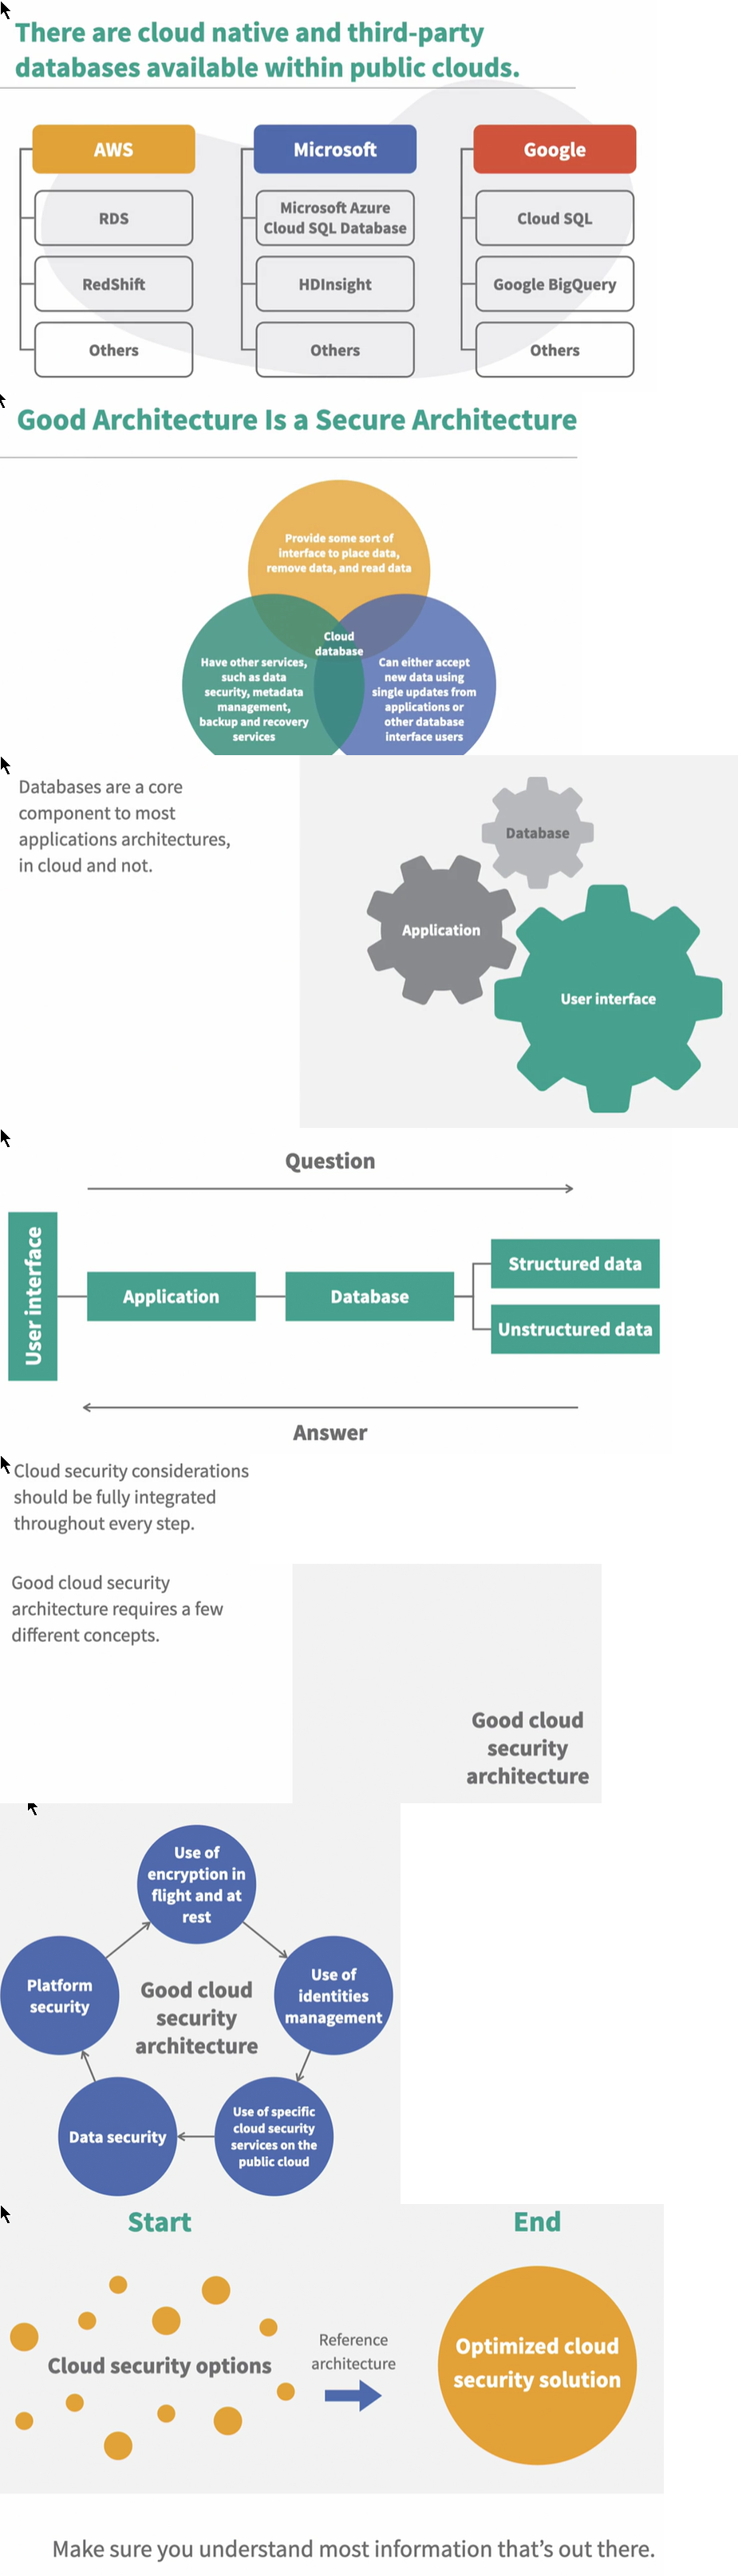 There are cloud native and third-party
databases available within public clouds.
AWS
Microsoft
Google
RDS
Microsoft Azure
Cloud SQL Database
Cloud SQL
RedShift
HDInsight
Google BigQuery
Others
Others
Others
Good Architecture Is a Secure Architecture
Provide some sort of
interface to place data,
remove data, and read data
Cloud
database
Have other services,
such as data
security, metadata
management,
backup and recovery
services
Can either accept
new data using
single updates from
applications or
other database
interface users
Databases are a core
component to most
applications architectures,
in cloud and not.
Database
Application
User interface
Question
User interface
Application
Database
Structured data
Unstructured data
Answer
Cloud security considerations
should be fully integrated
throughout every step.
Good cloud security
architecture requires a few
different concepts.
Good cloud
security
architecture
Use of
encryption in
flight and at
rest
Platform
security
Good cloud
security
architecture
Use of
identities
management
Data security
Use of specific
cloud security
services on the
public cloud
Start
End
Cloud security options
Reference
architecture
Optimized cloud
security solution
Make sure you understand most information that's out there.